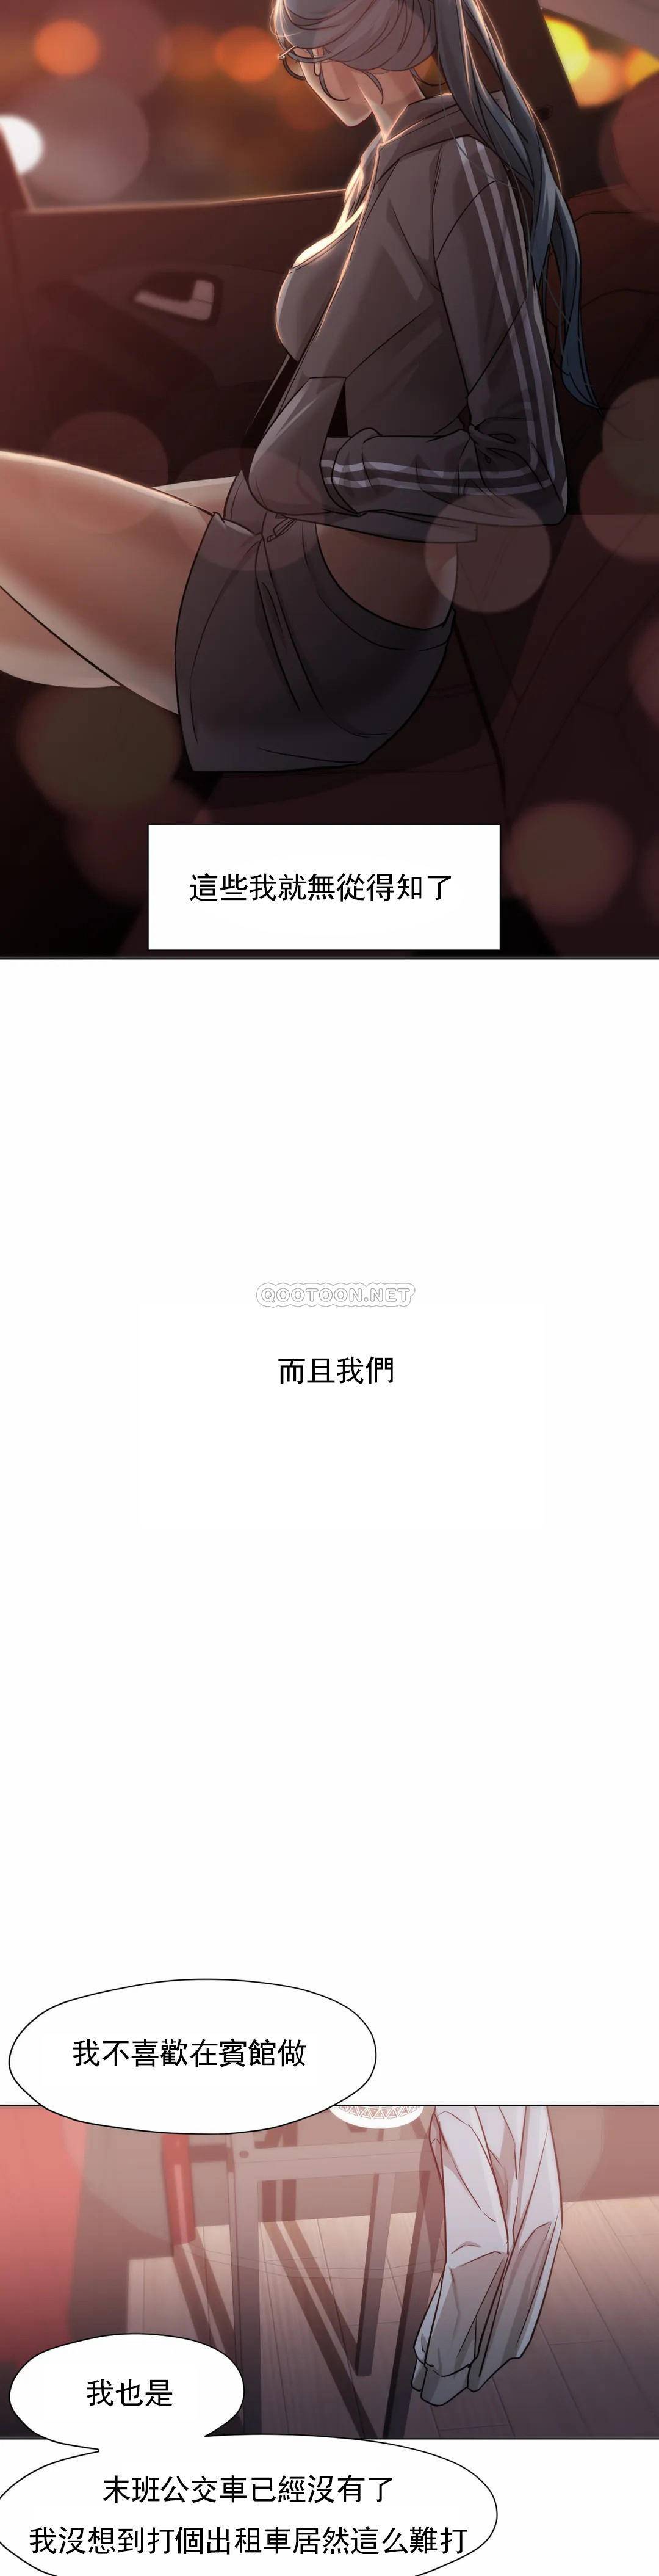 這些我就無從得知了
QOOTOON.NET
而且我們
我不喜歡在賓館做
我也是
末班公交車已經沒有了
我沒想到打個出租車居然這么難打